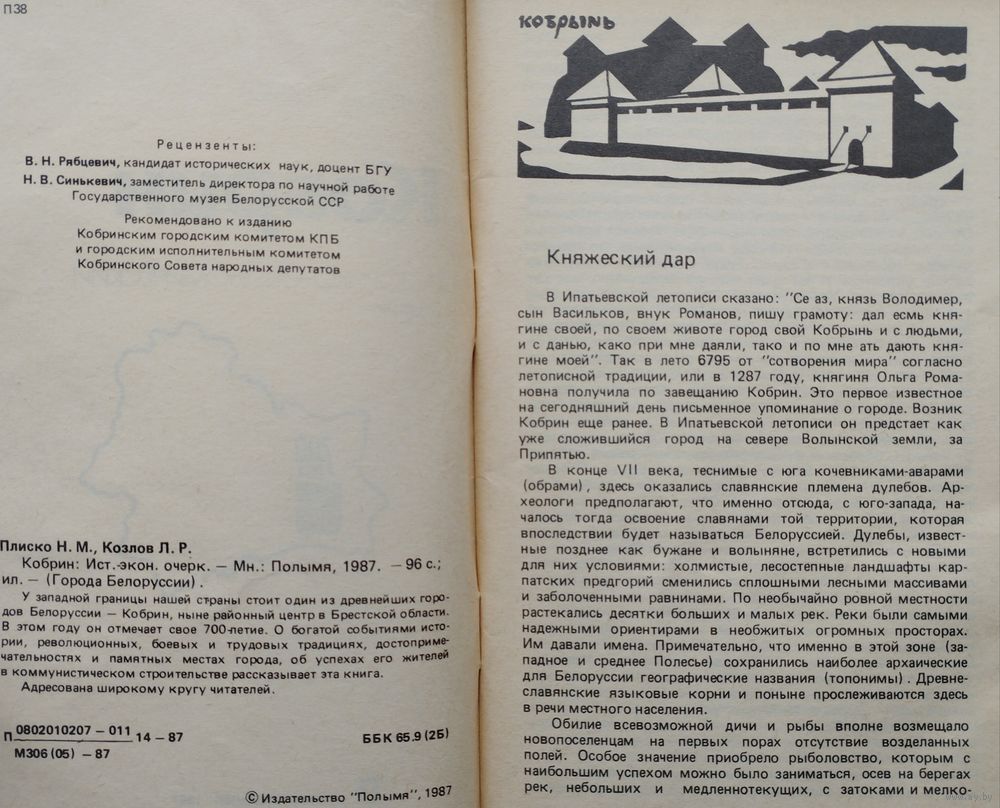 П38
Рецензенты:
В. Н. Рябцевич, кандидат исторических наук, доцент БГУ
Н. В. Синькевич, заместитель директора по научной работе
Государственного музея Белорусской ССР
Рекомендовано к изданию
Кобринским городским комитетом КПБ
и городским исполнительным комитетом
Кобринского Совета народных депутатов
Плиско Н. М., Козлов Л. Р.
Кобрин: Ист.-экон. очерк. — Мн.: Полымя, 1987. — 96 с.;
ил. — (Города Белоруссии).
У западной границы нашей страны стоит один из древнейших горо-
дов Белоруссии — Кобрин, ныне районный центр в Брестской области.
В этом году он отмечает свое 700-летие. О богатой событиями исто-
рии, революционных, боевых и трудовых традициях, достоприме-
чательностях и памятных местах города, об успехах его жителей
в коммунистическом строительстве рассказывает эта книга.
Адресована широкому кругу читателей.
П 0802010207 — 011 14 — 87
М306 (05) — 87
ББК 65.9 (2Б)
© Издательство "Полымя", 1987
КОБРЫНЬ
Княжеский дар
В Ипатьевской летописи сказано: "Се аз, князь Володимер,
сын Васильков, внук Романов, пишу грамоту: дал есмь кня-
гине своей, по своем животе город свой Кобрынь и с людьми,
и с данью, како при мне даяли, тако и по мне ать дають кня-
гине моей". Так в лето 6795 от "сотворения мира" согласно
летописной традиции, или в 1287 году, княгиня Ольга Рома-
новна получила по завещанию Кобрин. Это первое известное
на сегодняшний день письменное упоминание о городе. Возник
Кобрин еще ранее. В Ипатьевской летописи он предстает как
уже сложившийся город на севере Волынской земли, за
Припятью.
В конце VII века, теснимые с юга кочевниками-аварами
(обрами), здесь оказались славянские племена дулебов. Ар-
хеологи предполагают, что именно отсюда, с юго-запада, на-
чалось тогда освоение славянами той территории, которая
впоследствии будет называться Белоруссией. Дулебы, извест-
ные позднее как бужане и волыняне, встретились с новыми
для них условиями: холмистые, лесостепные ландшафты кар-
патских предгорий сменились сплошными лесными массивами
и заболоченными равнинами. По необычайно ровной местности
растекались десятки больших и малых рек. Реки были самыми
надежными ориентирами в необжитых огромных просторах.
Им давали имена. Примечательно, что именно в этой зоне (за-
падное и среднее Полесье) сохранились наиболее архаические
для Белоруссии географические названия (топонимы). Древне-
славянские языковые корни и поныне прослеживаются здесь
в речи местного населения.
Обилие всевозможной дичи и рыбы вполне возмещало
новопоселенцам на первых порах отсутствие возделанных
полей. Особое значение приобрело рыболовство, которым с
наибольшим успехом можно было заниматься, осев на берегах
рек, небольших и медленнотекущих, с затоками и мелко-
www.ay.by